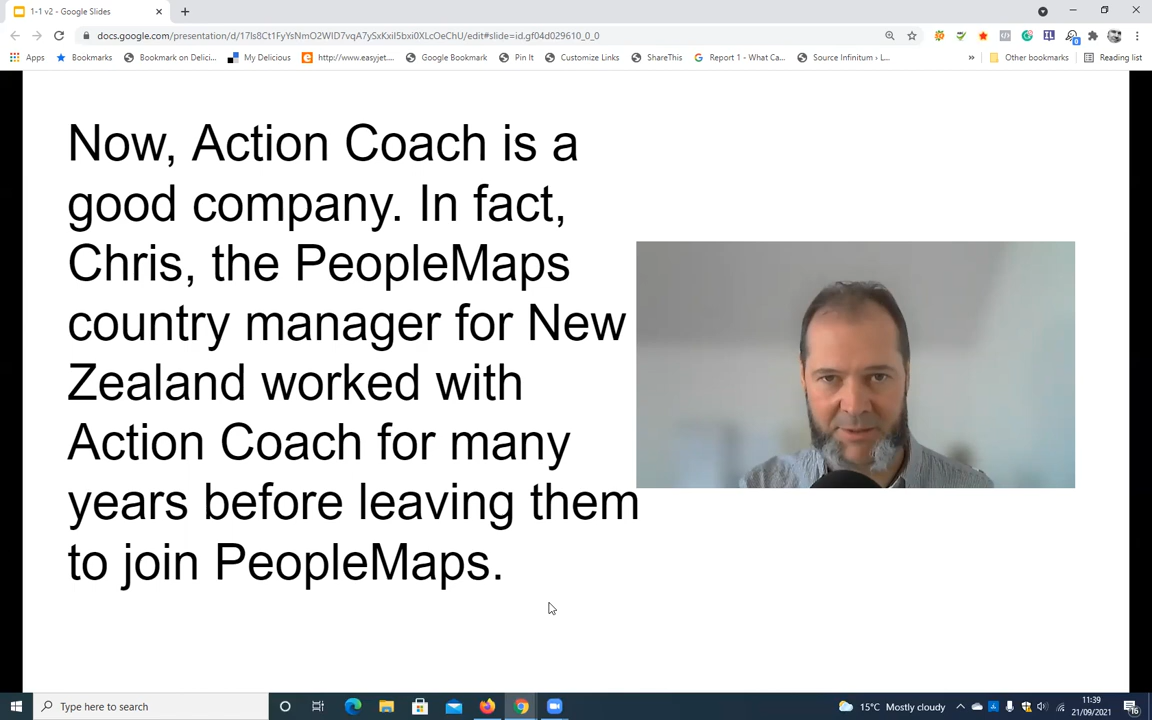 1-1 v2 - Google Slides
docs.google.com/presentation/d/17ls8Ct1FyYsNmO2WlD7vqA7ySxKxil5bxi0XLcOeChU/edit#slide=id.gf04d029610_0_0
Apps Bookmarks Bookmark on Delici... My Delicious http://www.easyjet.... Google Bookmark Pin It Customize Links ShareThis Report 1 - What Ca... Source Infinitum › L... » Other bookmarks Reading list
Now, Action Coach is a
good company. In fact,
Chris, the PeopleMaps
country manager for New
Zealand worked with
Action Coach for many
years before leaving them
to join PeopleMaps.
Type here to search
15°C Mostly cloudy
11:39
21/09/2021
16